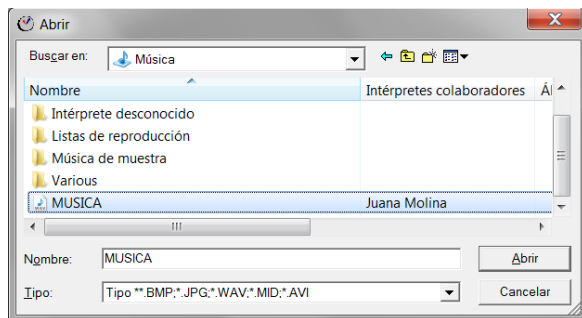 Abrir
Buscar en: Música
Nombre Intérpretes colaboradores Ál
Intérprete desconocido
Listas de reproducción
Música de muestra
Various
MUSICA Juana Molina
Nombre: MUSICA Abrir
Tipo: Tipo **.BMP;*.JPG;*.WAV;*.MID;*.AVI Cancelar